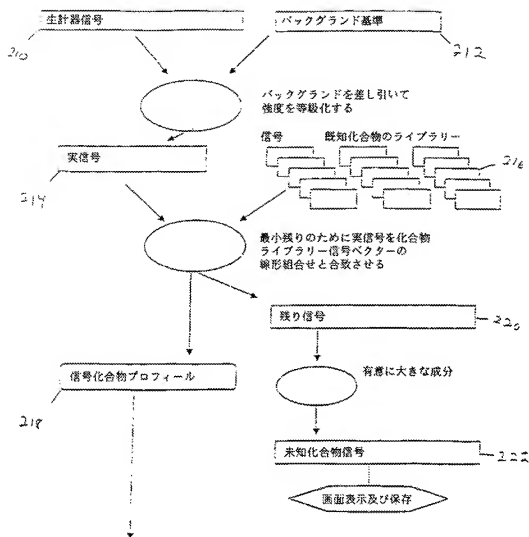 生計器信号
バックグランド基準
210
212
バックグランドを差し引いて
強度を等級化する
信号
既知化合物のライブラリー
実信号
216
214
最小残りのために実信号を化合物
ライブラリー信号ベクターの
線形組合せと合致させる
残り信号
220
信号化合物プロフィール
有意に大きな成分
218
未知化合物信号
222
画面表示及び保存